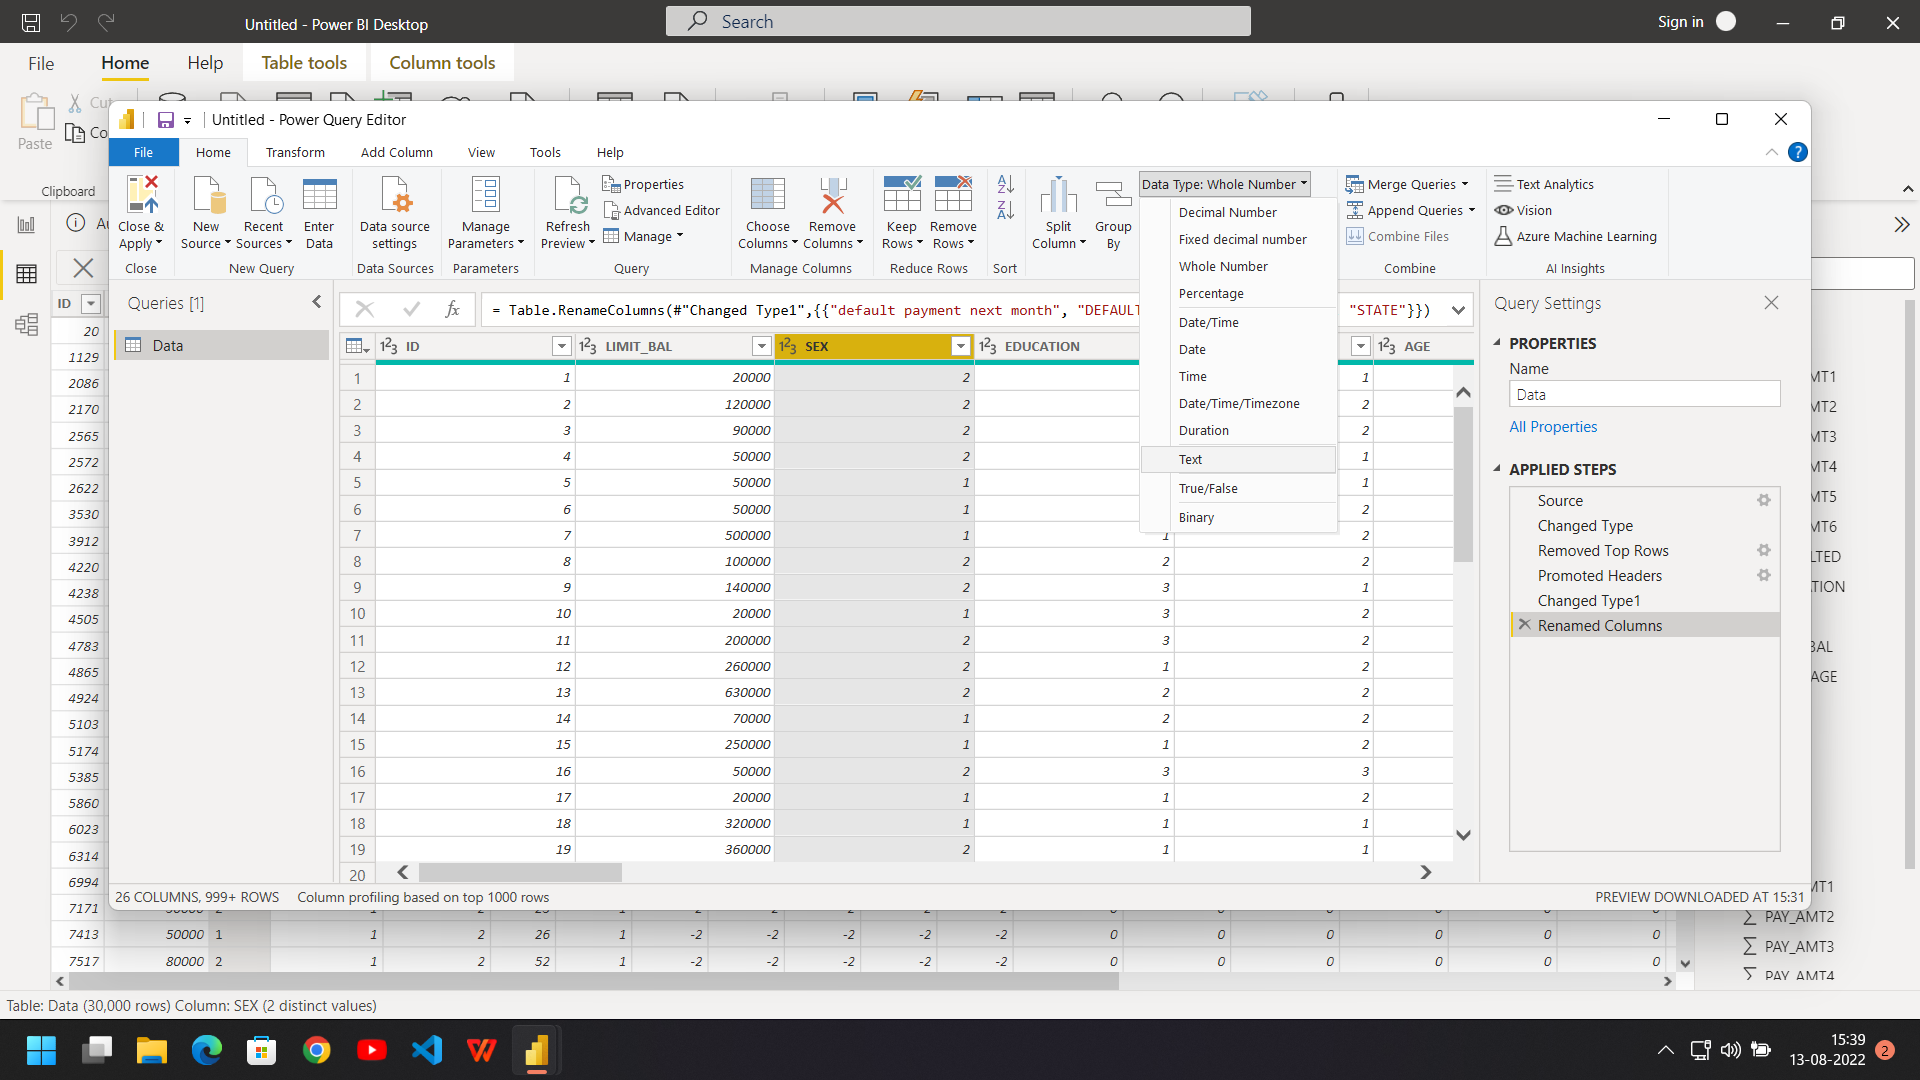 Untitled - Power BI Desktop
Search
Sign in
File
Home
Help
Table tools
Column tools
Paste
Cut
Co
Clipboard
Untitled - Power Query Editor
File
Home
Transform
Add Column
View
Tools
Help
Close & Apply
Close
New Source
Recent Sources
Enter Data
New Query
Data source settings
Data Sources
Manage Parameters
Parameters
Refresh Preview
Properties
Advanced Editor
Manage
Query
Choose Columns
Remove Columns
Manage Columns
Keep Rows
Remove Rows
Reduce Rows
Sort
Split Column
Group By
Data Type: Whole Number
Decimal Number
Fixed decimal number
Whole Number
Percentage
Date/Time
Date
Time
Date/Time/Timezone
Duration
Text
True/False
Binary
Merge Queries
Append Queries
Combine Files
Combine
Text Analytics
Vision
Azure Machine Learning
AI Insights
Queries [1]
Data
fx
= Table.RenameColumns(#"Changed Type1",{{"default payment next month", "DEFAULT
"STATE"}})
ID LIMIT_BAL SEX EDUCATION AGE
1 1 20000 2 1
2 2 120000 2 2
3 3 90000 2 2
4 4 50000 2 1
5 5 50000 1 1
6 6 50000 1 2
7 7 500000 1 1 2
8 8 100000 2 2 2
9 9 140000 2 3 1
10 10 20000 1 3 2
11 11 200000 2 3 2
12 12 260000 2 1 2
13 13 630000 2 2 2
14 14 70000 1 2 2
15 15 250000 1 1 2
16 16 50000 2 3 3
17 17 20000 1 1 2
18 18 320000 1 1 1
19 19 360000 2 1 1
20
26 COLUMNS, 999+ ROWS
Column profiling based on top 1000 rows
PREVIEW DOWNLOADED AT 15:31
Query Settings
PROPERTIES
Name
Data
All Properties
APPLIED STEPS
Source
Changed Type
Removed Top Rows
Promoted Headers
Changed Type1
Renamed Columns
ID
20
1129
2086
2170
2565
2572
2622
3530
3912
4220
4238
4505
4783
4865
4924
5103
5174
5385
5860
6023
6314
6994
7171
7413 50000 1 1 2 26 1 -2 -2 -2 -2 -2 0 0 0 0 0 0
7517 80000 2 1 2 52 1 -2 -2 -2 -2 -2 0 0 0 0 0 0
MT1
MT2
MT3
MT4
MT5
MT6
LTED
TION
BAL
AGE
MT1
PAY_AMT2
PAY_AMT3
PAY_AMT4
Table: Data (30,000 rows) Column: SEX (2 distinct values)
15:39
13-08-2022
2